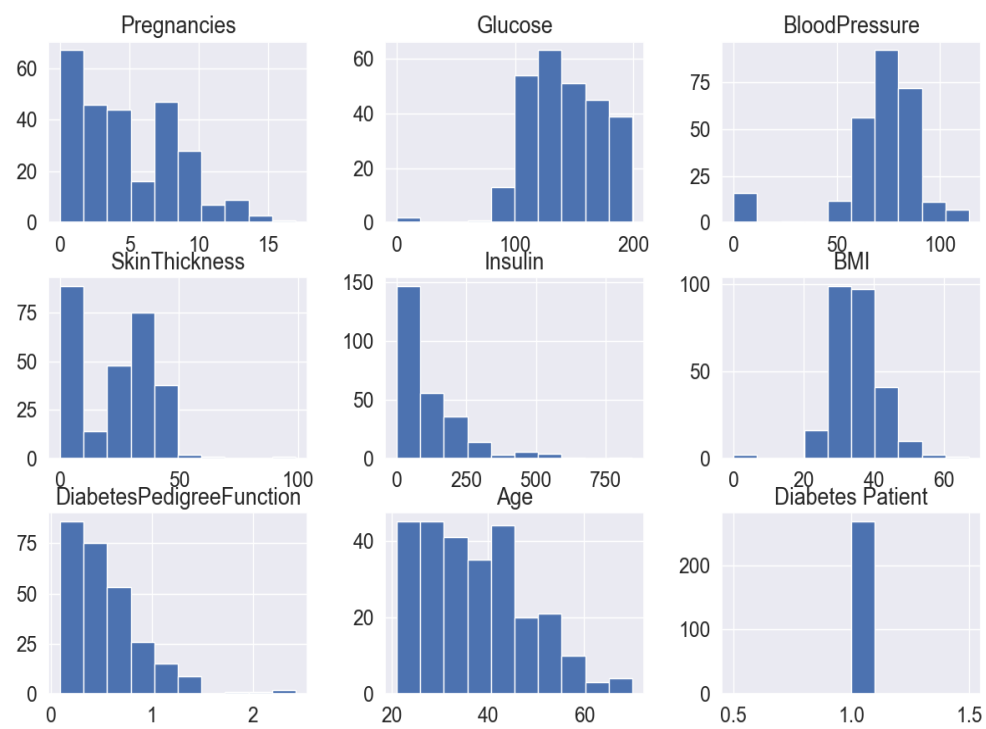 Pregnancies Glucose BloodPressure
60 60 75
40 40 50
20 20 25
0 0 0
0 5 10 15 0 100 200 0 50 100
SkinThickness Insulin BMI
75 150 100
50 100 50
25 50
0 0 0
0 50 100 0 250 500 750 0 20 40 60
DiabetesPedigreeFunction Age Diabetes Patient
75 40 200
50 20 100
25
0 0 0
0 1 2 20 40 60 0.5 1.0 1.5